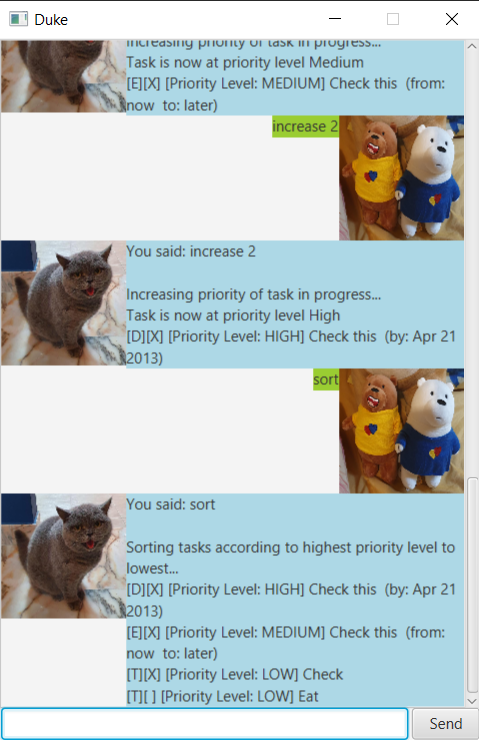 Duke
Increasing priority of task in progress...
Task is now at priority level Medium
[E][X] [Priority Level: MEDIUM] Check this  (from:
now  to: later)
increase 2
You said: increase 2
Increasing priority of task in progress...
Task is now at priority level High
[D][X] [Priority Level: HIGH] Check this  (by: Apr 21
2013)
sort
You said: sort
Sorting tasks according to highest priority level to
lowest...
[D][X] [Priority Level: HIGH] Check this  (by: Apr 21
2013)
[E][X] [Priority Level: MEDIUM] Check this  (from:
now  to: later)
[T][X] [Priority Level: LOW] Check
[T][ ] [Priority Level: LOW] Eat
Send